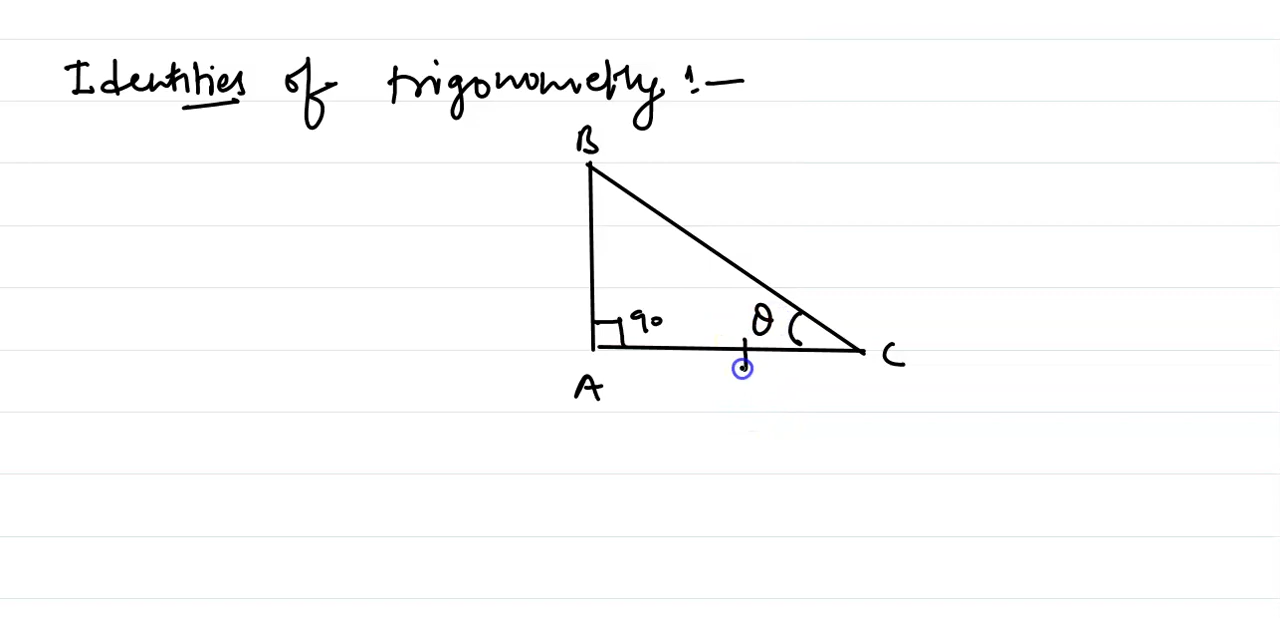 Identities of trigonometry :-
B
90 θ
C
A